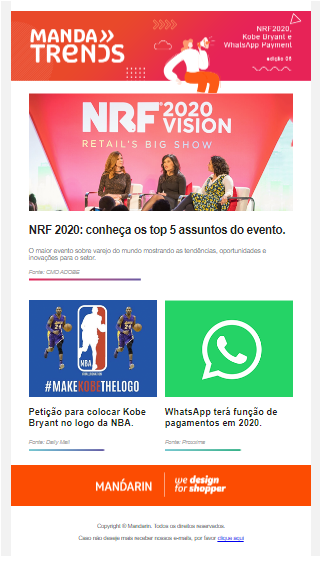 MANDA
TRENDS
NRF2020,
Kobe Bryant e
WhatsApp Payment
edição 08
NRF 2020
VISION
RETAIL'S BIG SHOW
NRF 2020: conheça os top 5 assuntos do evento.
O maior evento sobre varejo do mundo mostrando as tendências, oportunidades e
inovações para o setor.
Fonte: CMO ADOBE
#MAKEKOBETHELOGO
Petição para colocar Kobe
Bryant no logo da NBA.
Fonte: Daily Mail
WhatsApp terá função de
pagamentos em 2020.
Fonte: Proxxima
MANDARIN
we design
for shopper
Copyright © Mandarin. Todos os direitos reservados.
Caso não deseje mais receber nossos e-mails, por favor clique aqui